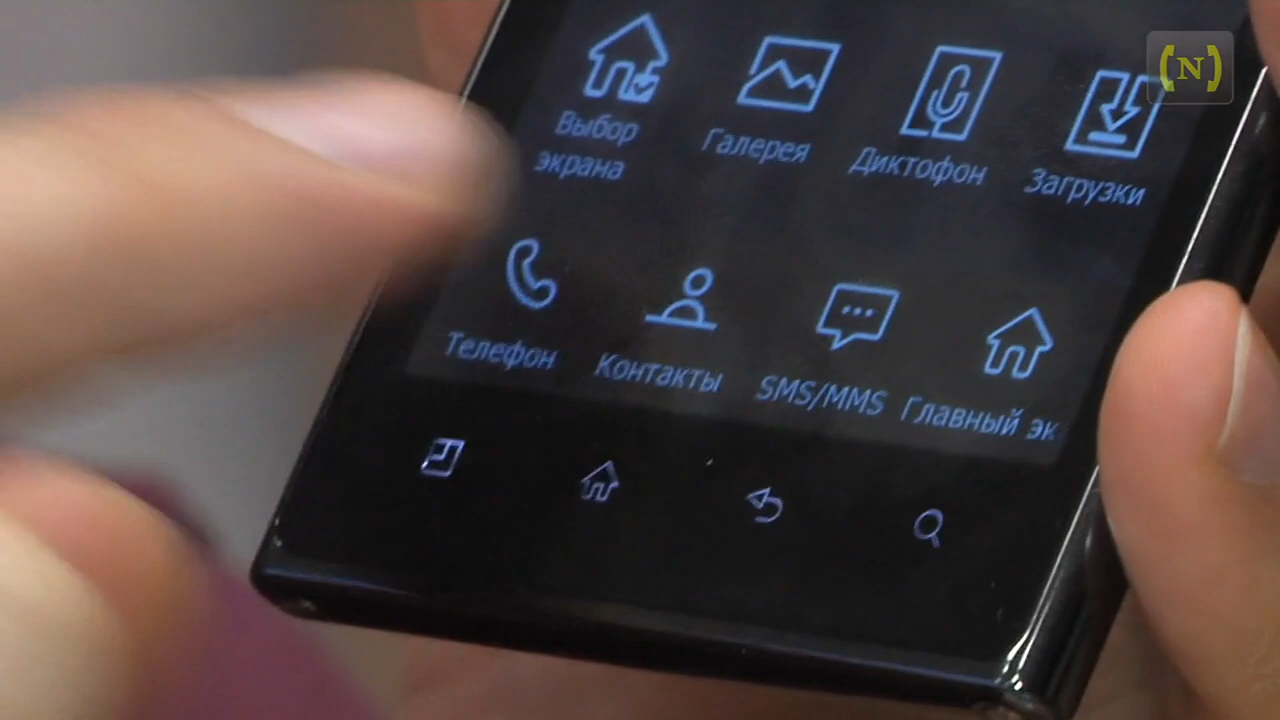 Выбор
экрана
Галерея
Диктофон
Загрузки
Телефон
Контакты
SMS/MMS
Главный эк
(N)